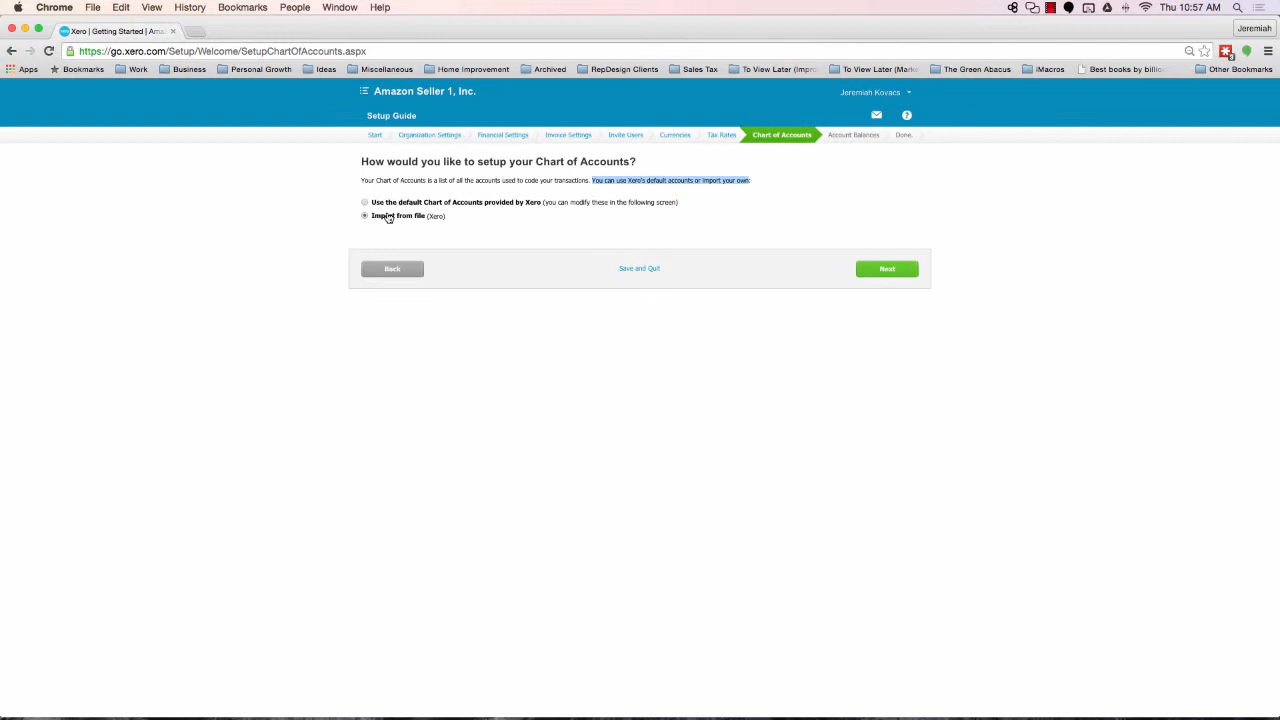 Chrome File Edit View History Bookmarks People Window Help Thu 10:57 AM
Xero | Getting Started | Ama Jeremiah
https://go.xero.com/Setup/Welcome/SetupChartOfAccounts.aspx
Apps Bookmarks Work Business Personal Growth Ideas Miscellaneous Home Improvement Archived RepDesign Clients Sales Tax To View Later (Impro To View Later (Marke The Green Abacus iMacros Best books by billio Other Bookmarks
Amazon Seller 1, Inc. Jeremiah Kovacs
Setup Guide ?
Start Organization Settings Financial Settings Invoice Settings Invite Users Currencies Tax Rates Chart of Accounts Account Balances Done.
How would you like to setup your Chart of Accounts?
Your Chart of Accounts is a list of all the accounts used to code your transactions. You can use Xero's default accounts or import your own:
Use the default Chart of Accounts provided by Xero (you can modify these in the following screen)
Import from file (Xero)
Back Save and Quit Next